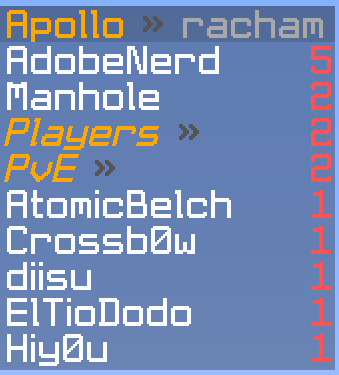 Apollo » racham
AdobeNerd 5
Manhole 2
Players » 2
PvE » 2
AtomicBelch 1
Crossb0w 1
diisu 1
ElTioDodo 1
Hiy0u 1